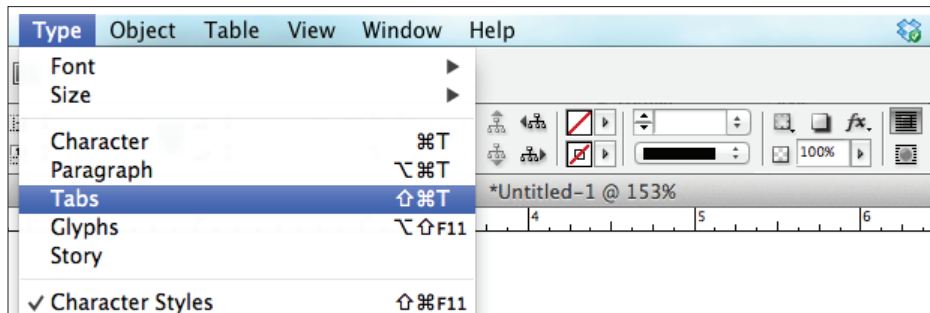 Type Object Table View Window Help
Font ▶
Size ▶
Character ⌘T
Paragraph ⌥⌘T
Tabs ⇧⌘T
Glyphs ⌥⇧F11
Story
✓ Character Styles ⇧⌘F11
fx.
100%
*Untitled-1 @ 153%
4 5 6